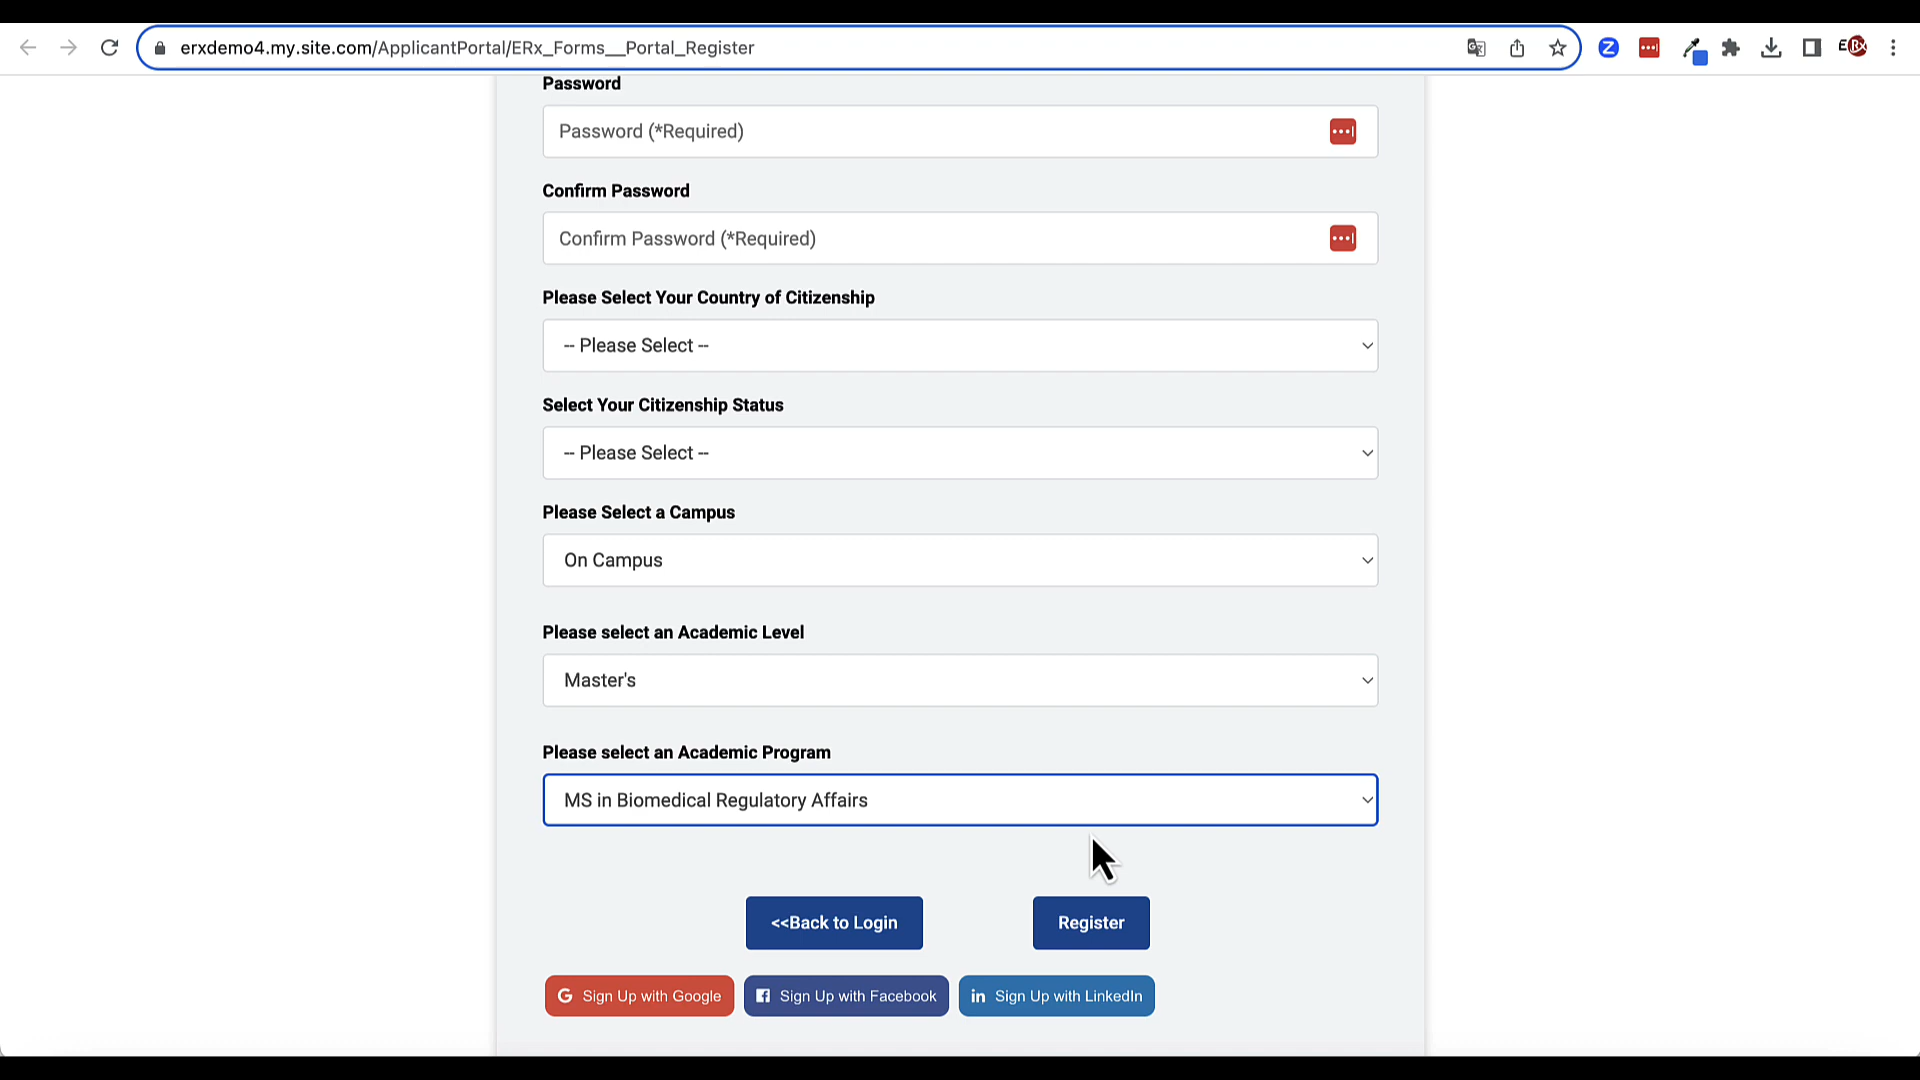 erxdemo4.my.site.com/ApplicantPortal/ERx_Forms__Portal_Register
Password
Password (*Required)
Confirm Password
Confirm Password (*Required)
Please Select Your Country of Citizenship
-- Please Select --
Select Your Citizenship Status
-- Please Select --
Please Select a Campus
On Campus
Please select an Academic Level
Master's
Please select an Academic Program
MS in Biomedical Regulatory Affairs
<<Back to Login
Register
Sign Up with Google
Sign Up with Facebook
Sign Up with LinkedIn